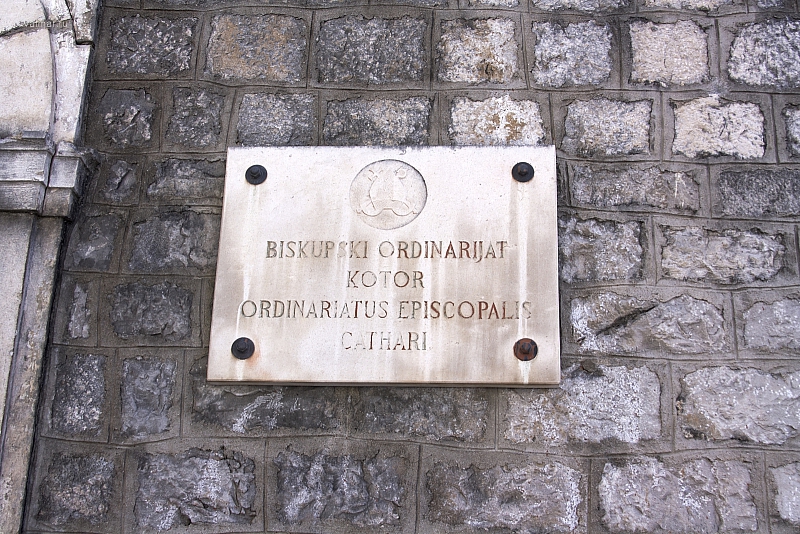 BISKUPSKI ORDINARIJAT
KOTOR
ORDINARIATUS EPISCOPALIS
CATHARI